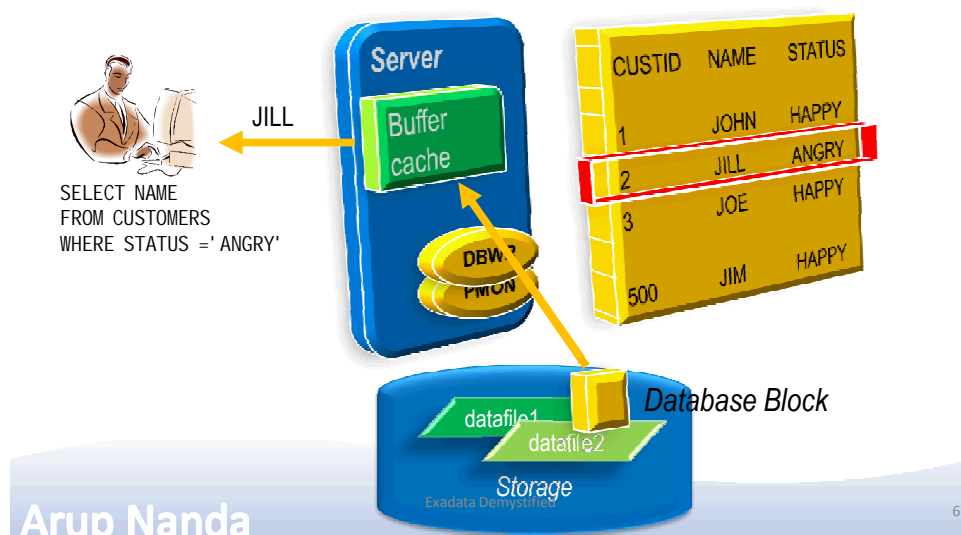 Server
Buffer
cache
DBWR
PMON
JILL
SELECT NAME
FROM CUSTOMERS
WHERE STATUS ='ANGRY'
CUSTID NAME STATUS
1 JOHN HAPPY
2 JILL ANGRY
3 JOE HAPPY
500 JIM HAPPY
Database Block
datafile1
datafile2
Storage
Exadata Demystified
Arup Nanda
6